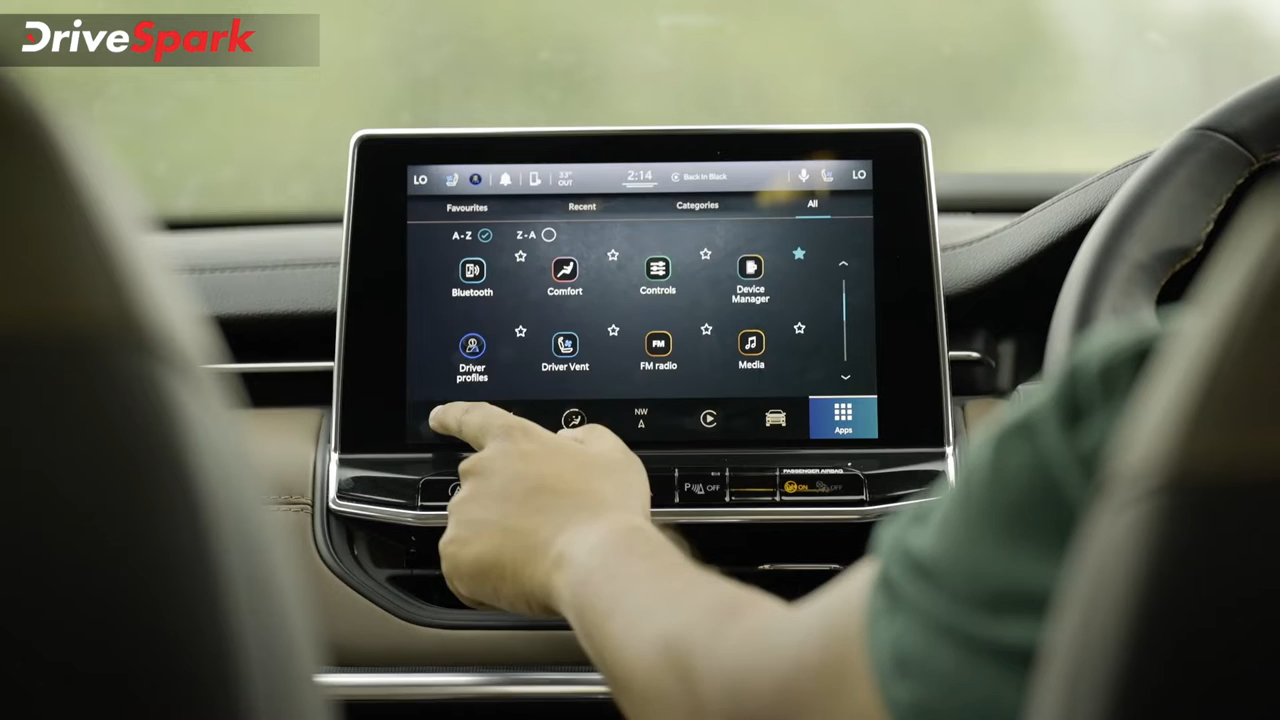 DriveSpark
LO 33° OUT 2:14 Back In Black LO
Favourites Recent Categories All
A-Z Z-A
Bluetooth Comfort Controls Device Manager
Driver profiles Driver Vent FM FM radio Media
NW Apps
P OFF PASSENGER AIRBAG ON OFF